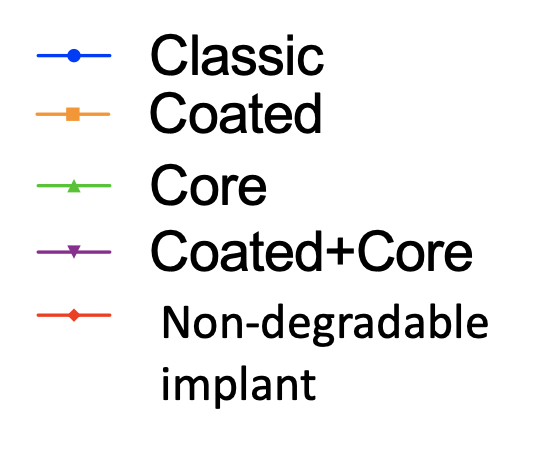 Classic
Coated
Core
Coated+Core
Non-degradable
implant